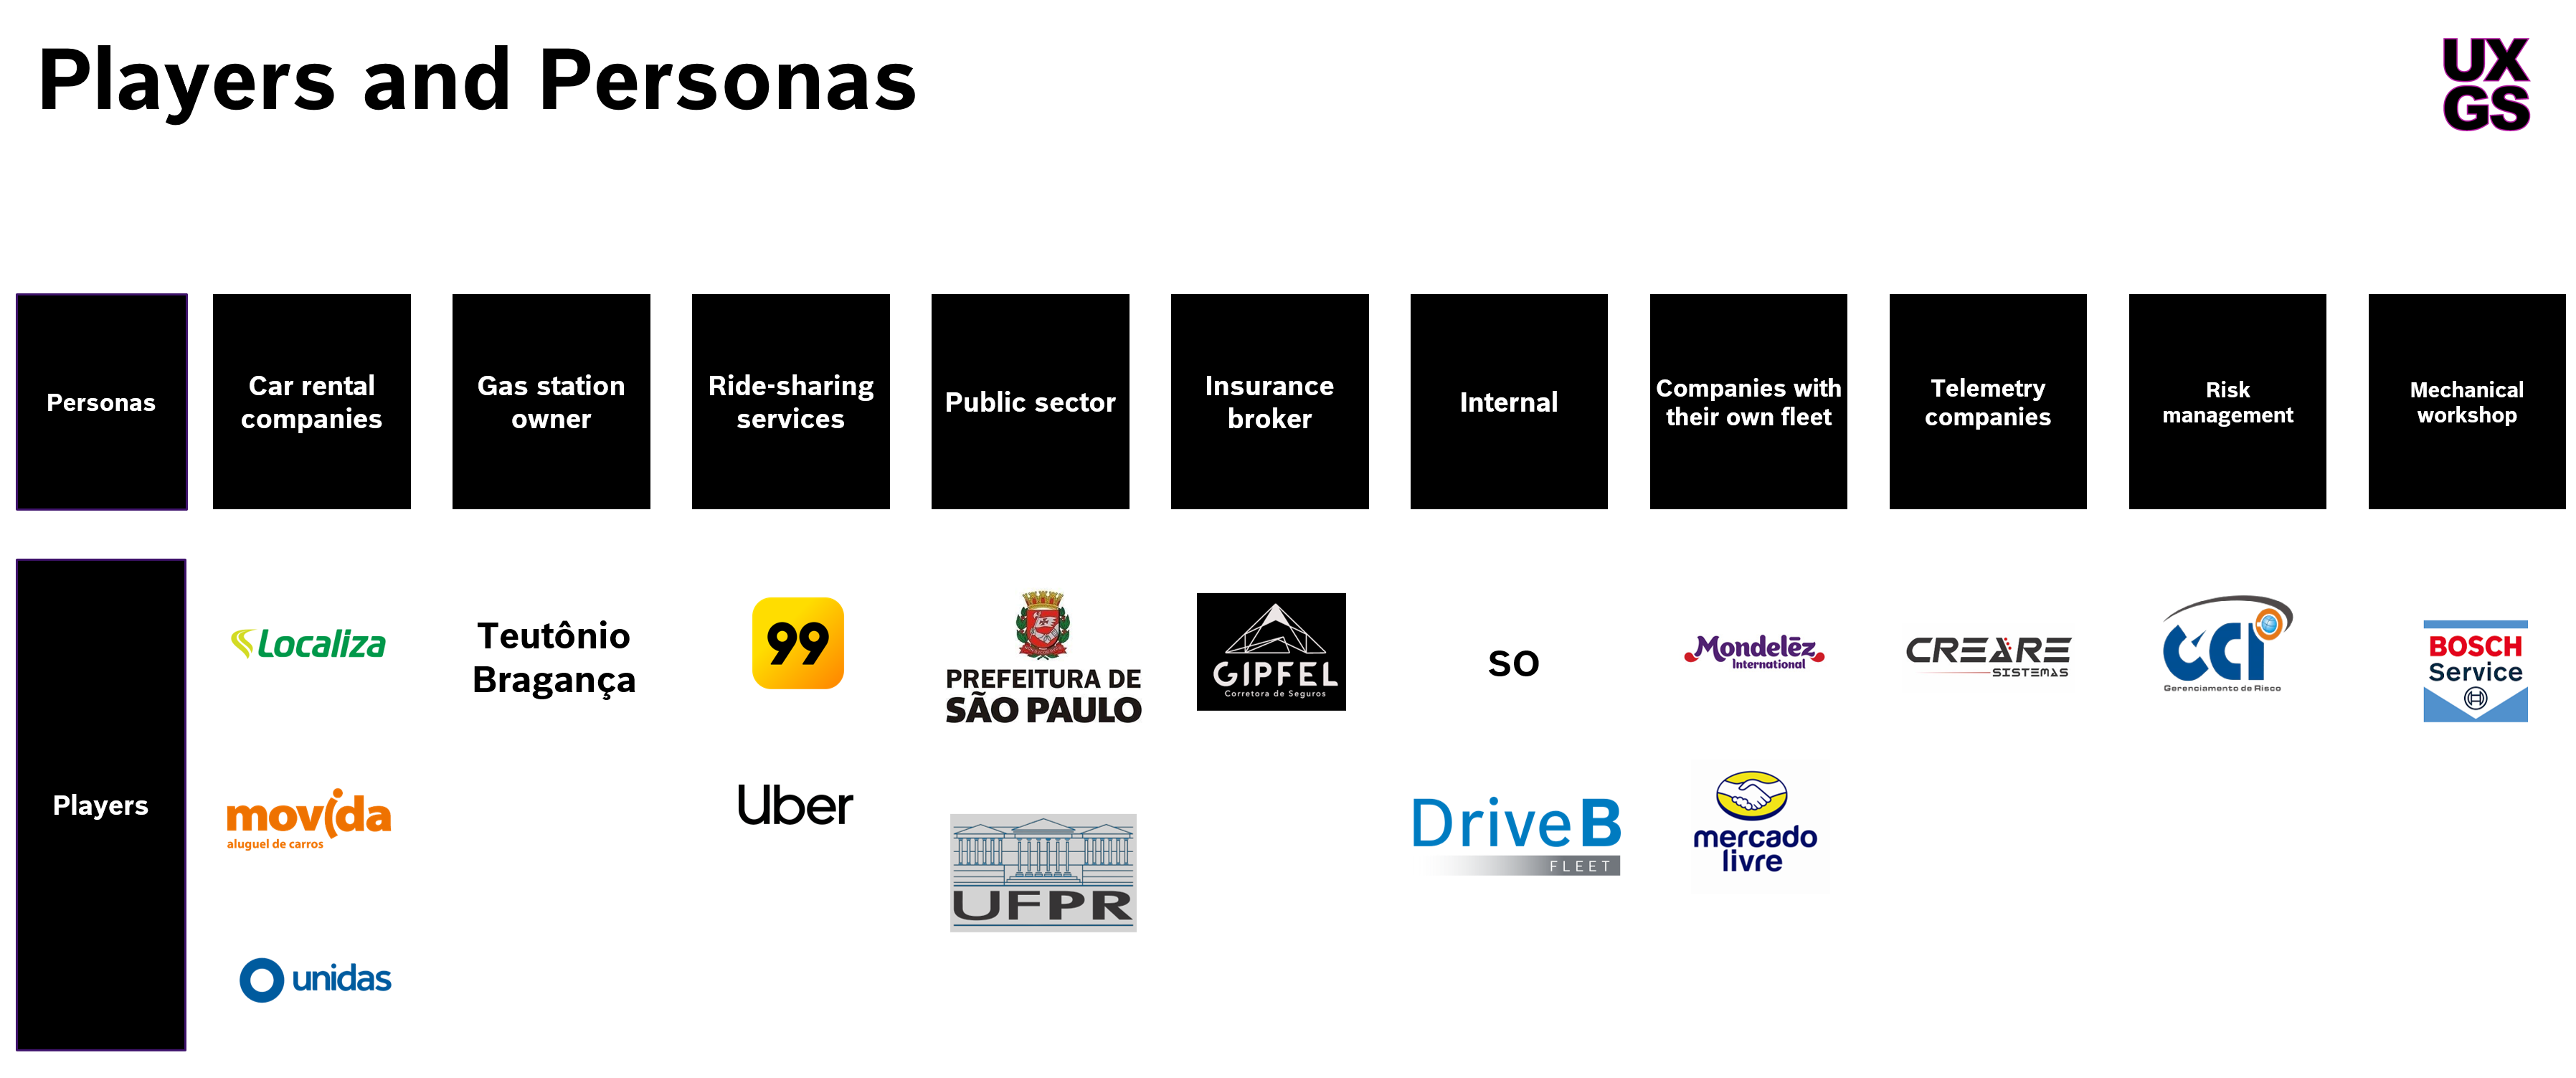 Players and Personas
UX
GS
Personas
Car rental
companies
Gas station
owner
Ride-sharing
services
Public sector
Insurance
broker
Internal
Companies with
their own fleet
Telemetry
companies
Risk
management
Mechanical
workshop
Players
Localiza
Teutônio
Bragança
99
PREFEITURA DE
SÃO PAULO
GIPFEL
Corretora de Seguros
SO
Mondelēz
International
CREARE
SISTEMAS
CCI
Gerenciamento de Risco
BOSCH
Service
movida
aluguel de carros
Uber
UFPR
DriveB
FLEET
mercado
livre
unidas